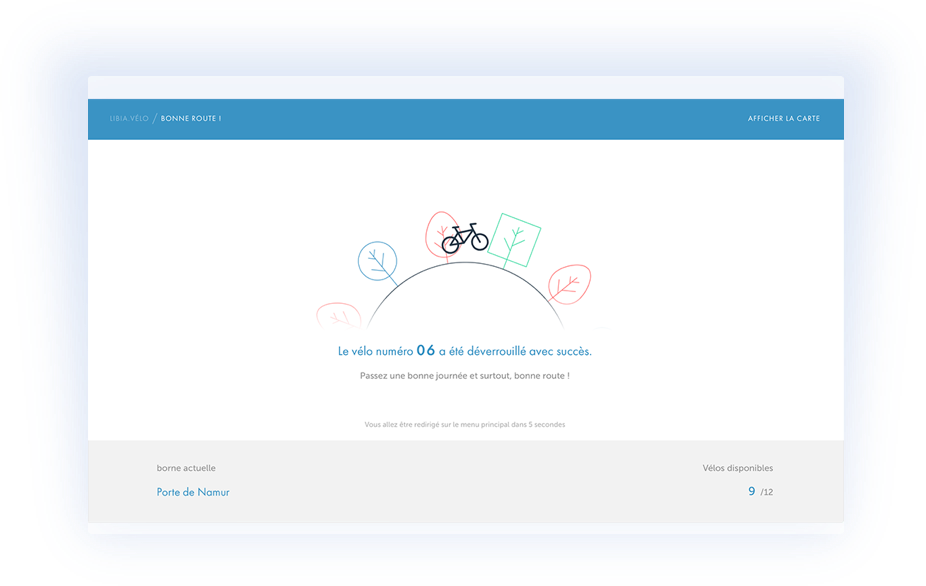 LIBIA VÉLO / BONNE ROUTE !
AFFICHER LA CARTE
Le vélo numéro 06 a été déverrouillé avec succès.
Passez une bonne journée et surtout, bonne route !
Vous allez être redirigé sur le menu principal dans 5 secondes
borne actuelle
Porte de Namur
Vélos disponibles
9 /12